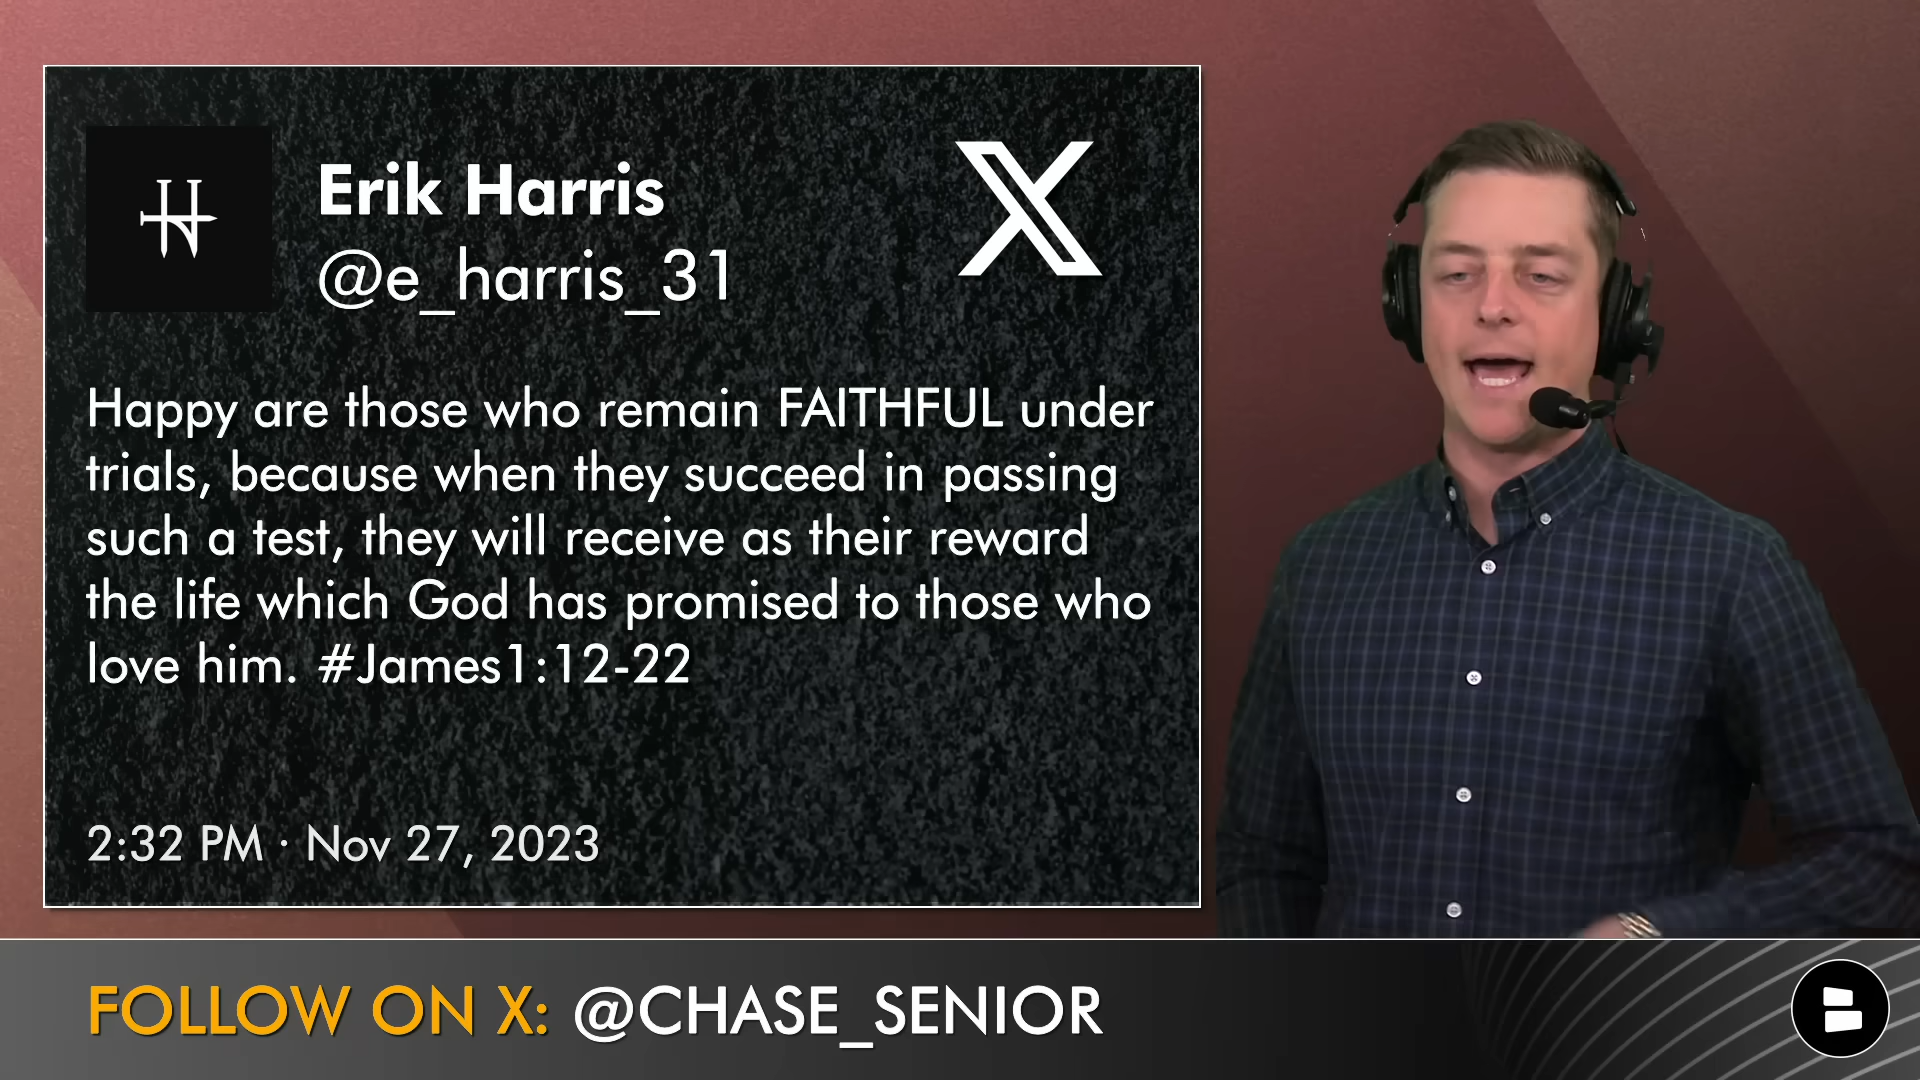 Erik Harris
@e_harris_31
Happy are those who remain FAITHFUL under
trials, because when they succeed in passing
such a test, they will receive as their reward
the life which God has promised to those who
love him. #James1:12-22
2:32 PM · Nov 27, 2023
FOLLOW ON X: @CHASE_SENIOR